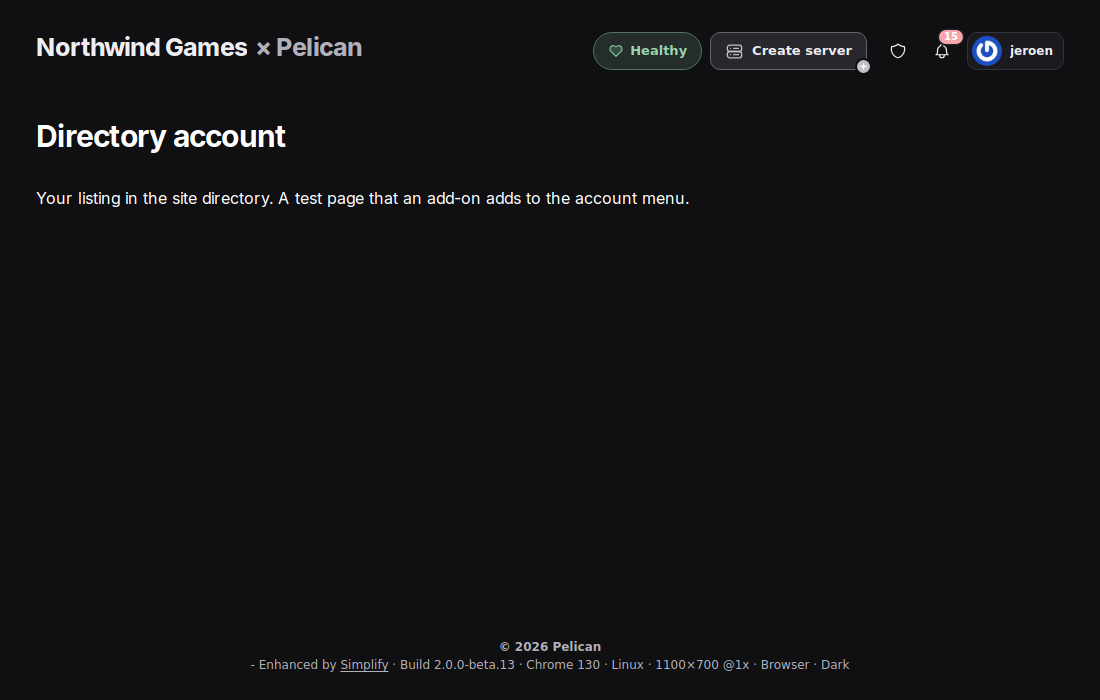 Northwind Games × Pelican
Healthy
Create server
15
jeroen
Directory account
Your listing in the site directory. A test page that an add-on adds to the account menu.
© 2026 Pelican
- Enhanced by Simplify · Build 2.0.0-beta.13 · Chrome 130 · Linux · 1100×700 @1x · Browser · Dark